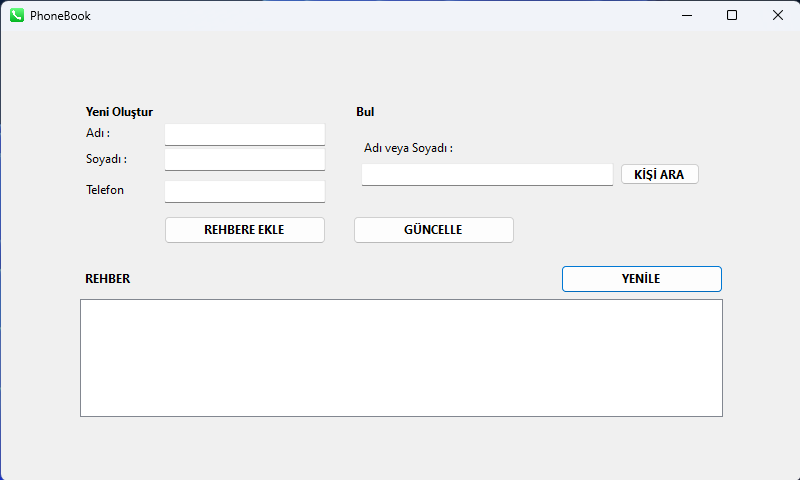 PhoneBook
Yeni Oluştur
Bul
Adı :
Adı veya Soyadı :
Soyadı :
KİŞİ ARA
Telefon
REHBERE EKLE
GÜNCELLE
REHBER
YENİLE